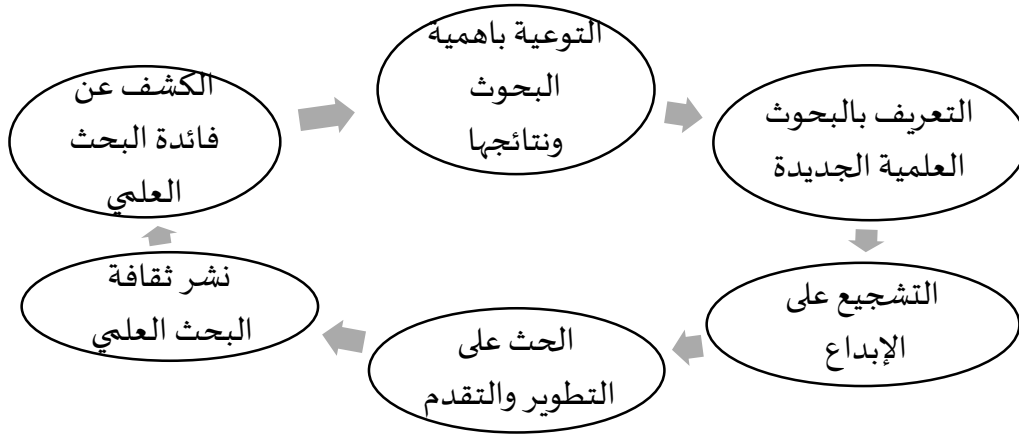 التوعية باهمية
البحوث
ونتائجها
التعريف بالبحوث
العلمية الجديدة
التشجيع على
الإبداع
الحث على
التطوير والتقدم
نشر ثقافة
البحث العلمي
الكشف عن
فائدة البحث
العلمي